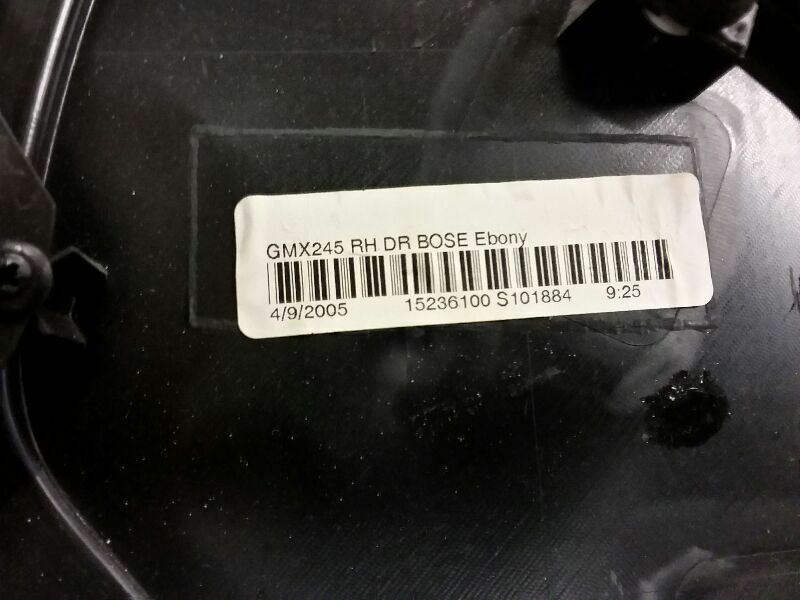 GMX245 RH DR BOSE Ebony
4/9/2005 15236100 S101884 9:25